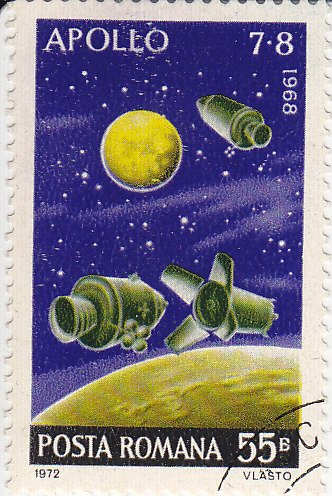 APOLLO 7·8
1968
POSTA ROMANA 55B
1972 VLASTO
C